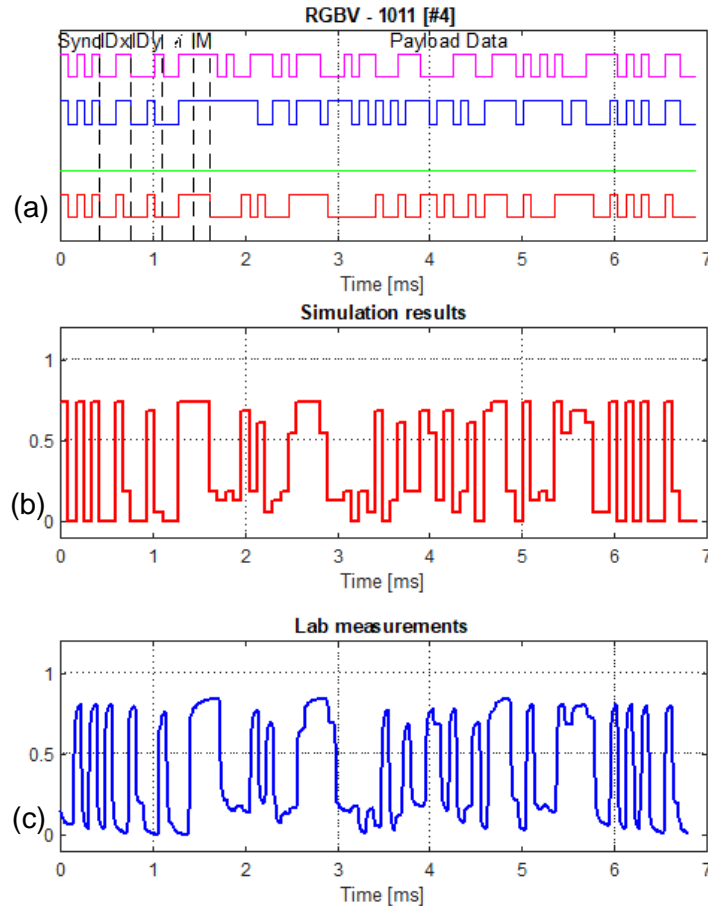 RGBV - 1011 [#4]
Sync IDx IDy IM Payload Data
(a)
0 1 2 3 4 5 6 7
Time [ms]
Simulation results
1
0.5
0
(b)
0 1 2 3 4 5 6 7
Time [ms]
Lab measurements
1
0.5
0
(c)
0 1 2 3 4 5 6 7
Time [ms]